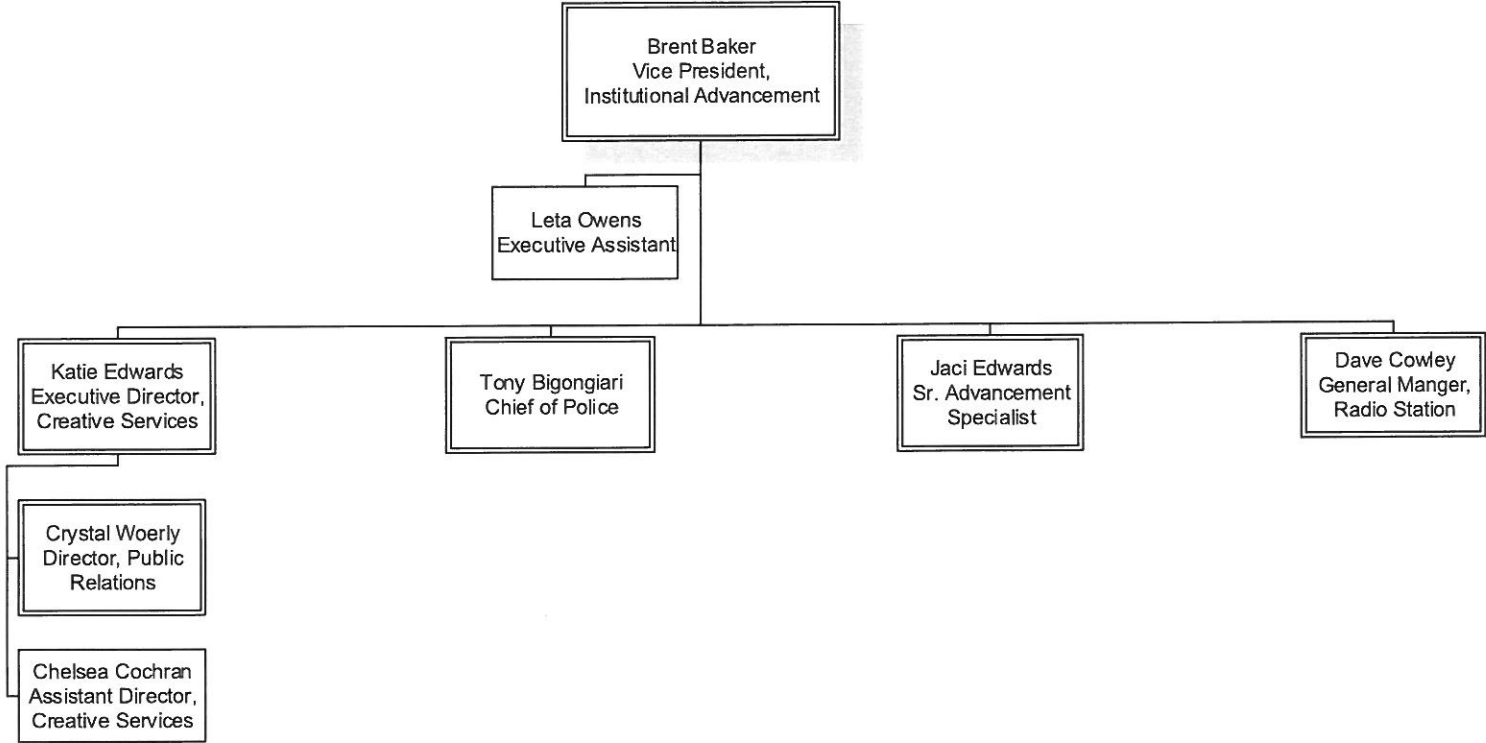 Brent Baker
Vice President,
Institutional Advancement
Leta Owens
Executive Assistant
Katie Edwards
Executive Director,
Creative Services
Tony Bigongiari
Chief of Police
Jaci Edwards
Sr. Advancement
Specialist
Dave Cowley
General Manger,
Radio Station
Crystal Woerly
Director, Public
Relations
Chelsea Cochran
Assistant Director,
Creative Services